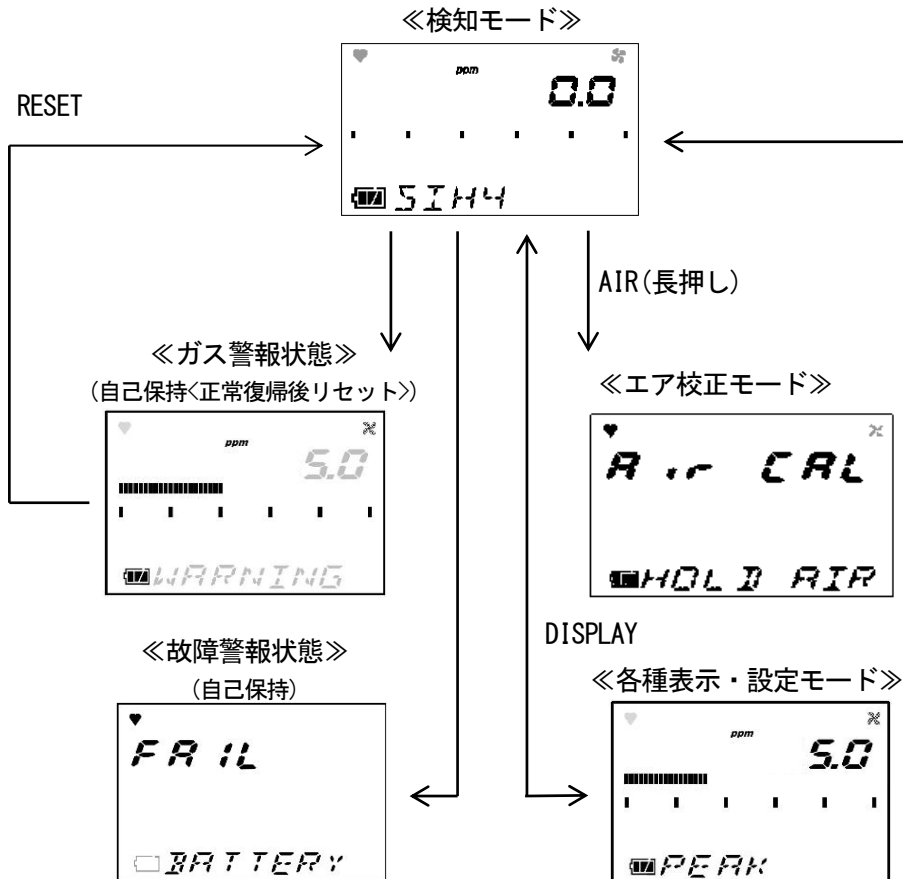 ≪検知モード≫
ppm
0.0
SIH4
RESET
AIR(長押し)
≪ガス警報状態≫
(自己保持<正常復帰後リセット>)
ppm
5.0
WARNING
≪エア校正モード≫
Air CAL
HOLD AIR
≪故障警報状態≫
(自己保持)
FAIL
BATTERY
DISPLAY
≪各種表示・設定モード≫
ppm
5.0
PEAK